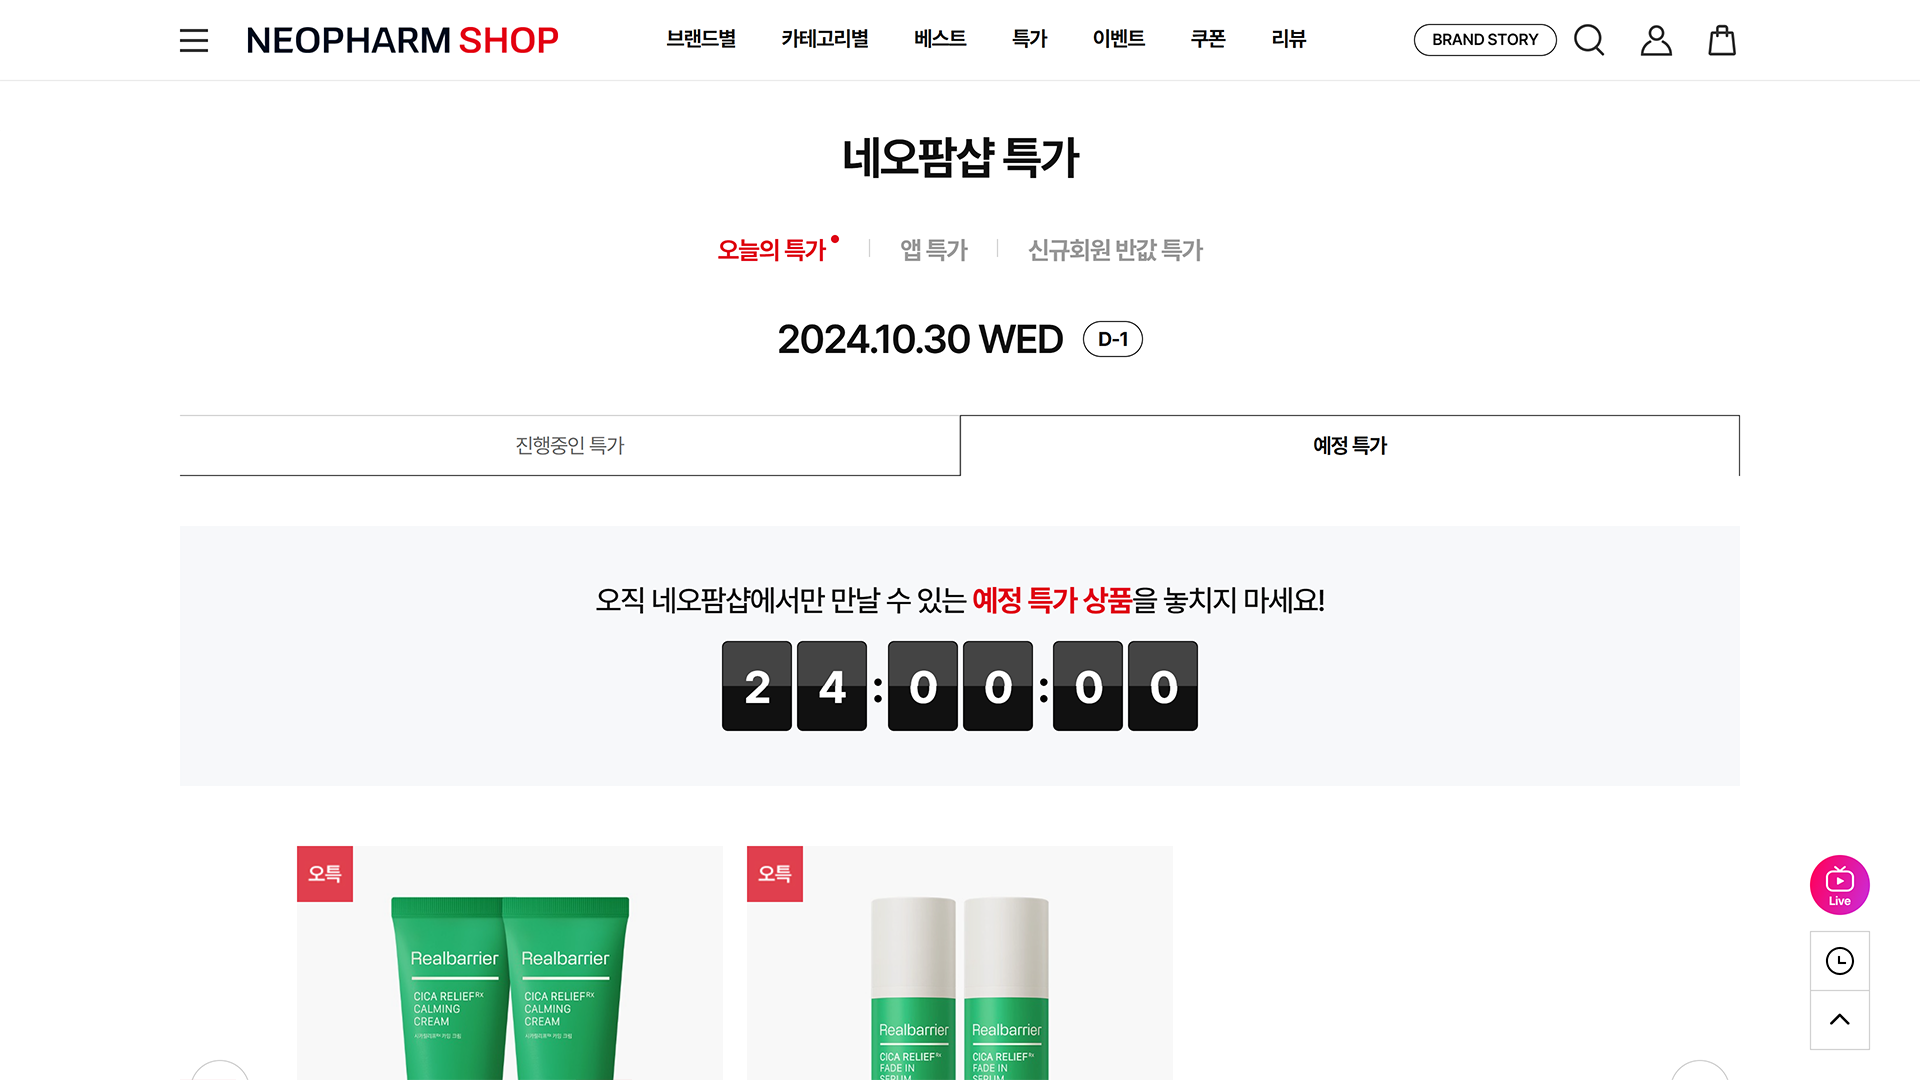 NEOPHARM SHOP
브랜드별 카테고리별 베스트 특가 이벤트 쿠폰 리뷰
BRAND STORY
네오팜샵 특가
오늘의 특가 앱 특가 신규회원 반값 특가
2024.10.30 WED D-1
진행중인 특가 예정 특가
오직 네오팜샵에서만 만날 수 있는 예정 특가 상품을 놓치지 마세요!
24:00:00
오특
Realbarrier Realbarrier
CICA RELIEF RX CICA RELIEF RX
CALMING CALMING
CREAM CREAM
오특
Realbarrier Realbarrier
CICA RELIEF RX CICA RELIEF RX
FADE IN FADE IN
SERUM SERUM
Live